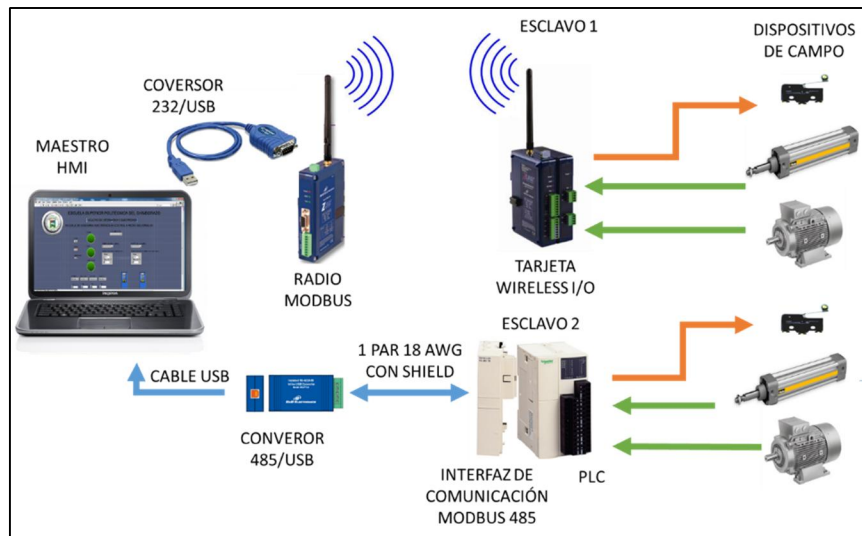 ESCLAVO 1
DISPOSITIVOS
DE CAMPO
COVERSOR
232/USB
MAESTRO
HMI
RADIO
MODBUS
TARJETA
WIRELESS I/O
ESCLAVO 2
1 PAR 18 AWG
CON SHIELD
CABLE USB
CONVEROR
485/USB
INTERFAZ DE
COMUNICACIÓN
MODBUS 485
PLC